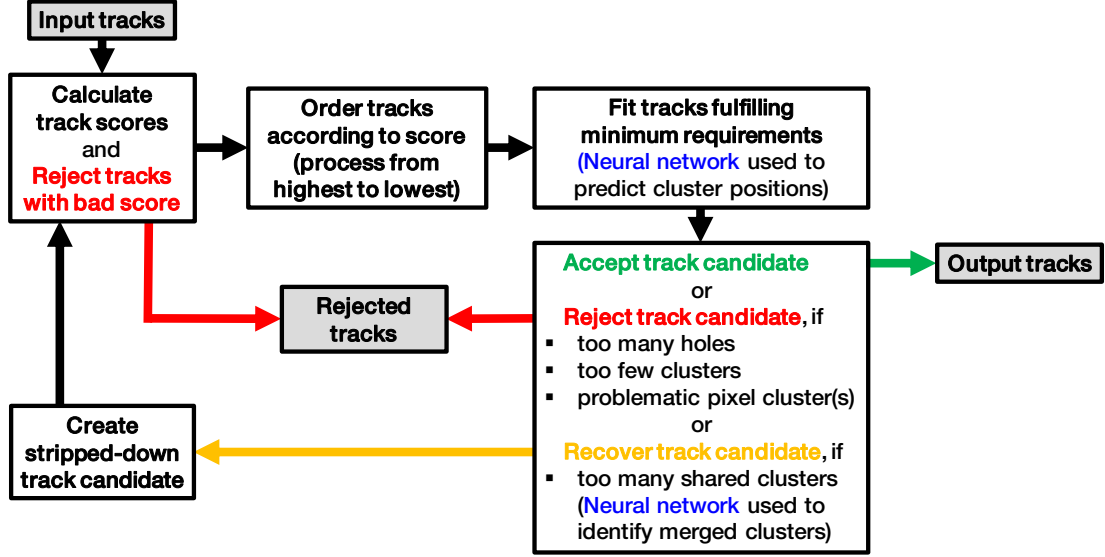 Input tracks
Calculate
track scores
and
Reject tracks
with bad score
Order tracks
according to score
(process from
highest to lowest)
Fit tracks fulfilling
minimum requirements
(Neural network used to
predict cluster positions)
Accept track candidate
or
Reject track candidate, if
▪ too many holes
▪ too few clusters
▪ problematic pixel cluster(s)
or
Recover track candidate, if
▪ too many shared clusters
(Neural network used to
identify merged clusters)
Output tracks
Rejected
tracks
Create
stripped-down
track candidate